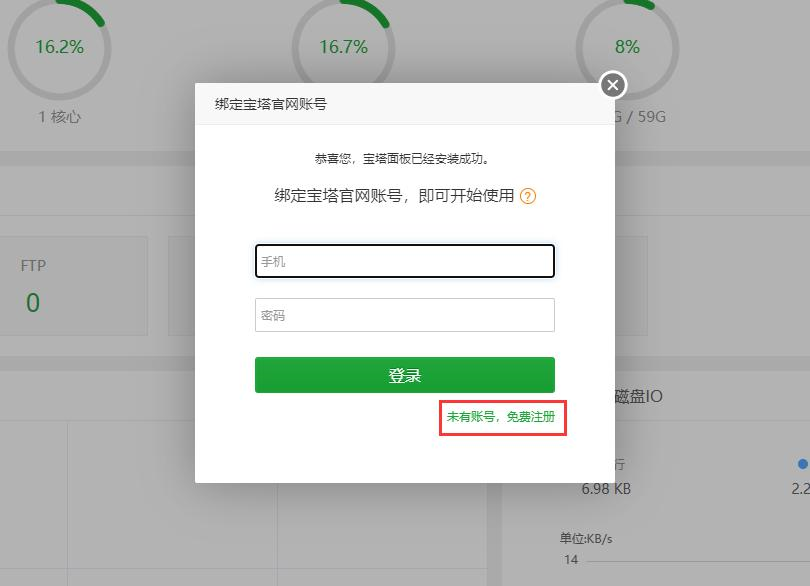 16.2%
16.7%
8%
1 核心
G / 59G
绑定宝塔官网账号
恭喜您，宝塔面板已经安装成功。
绑定宝塔官网账号，即可开始使用 ?
手机
密码
登录
未有账号，免费注册
FTP
0
磁盘IO
行
6.98 KB
2.2
单位:KB/s
14